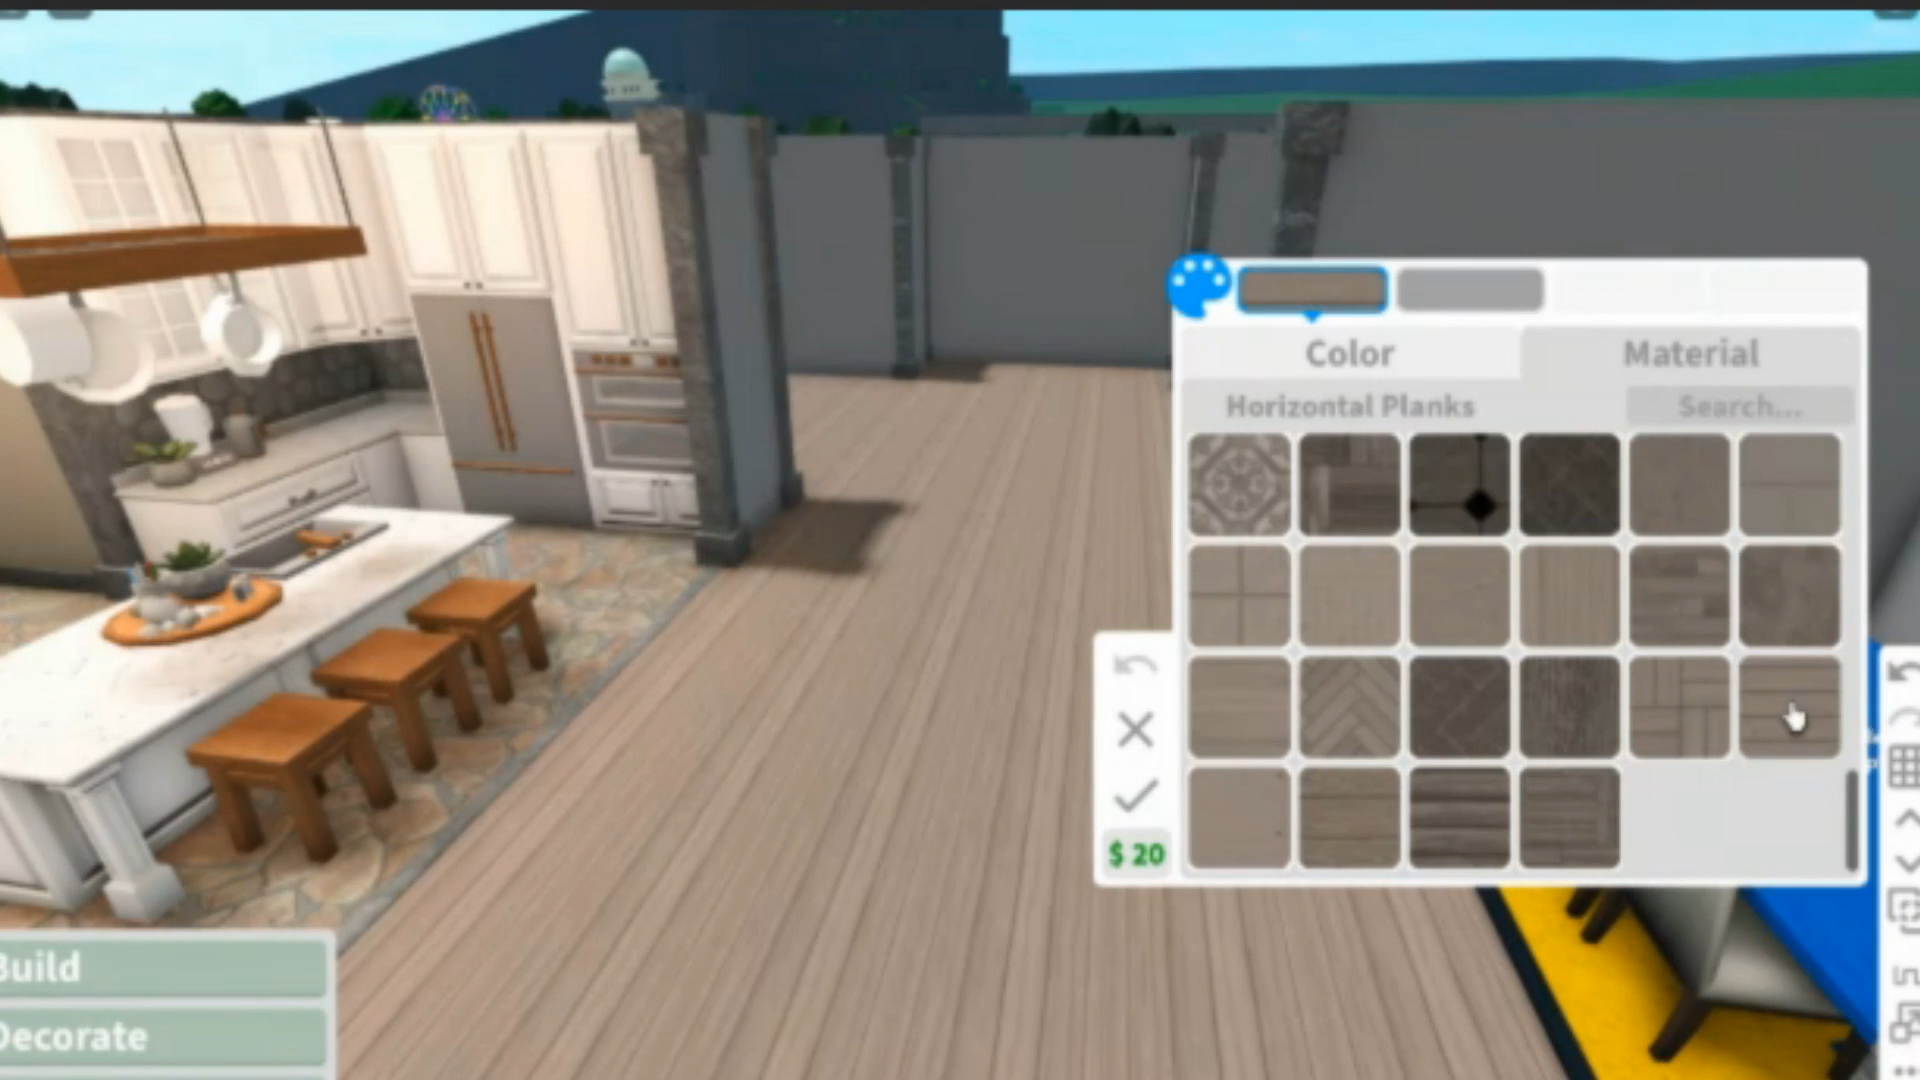 Color
Material
Horizontal Planks
Search...
$ 20
Build
Decorate